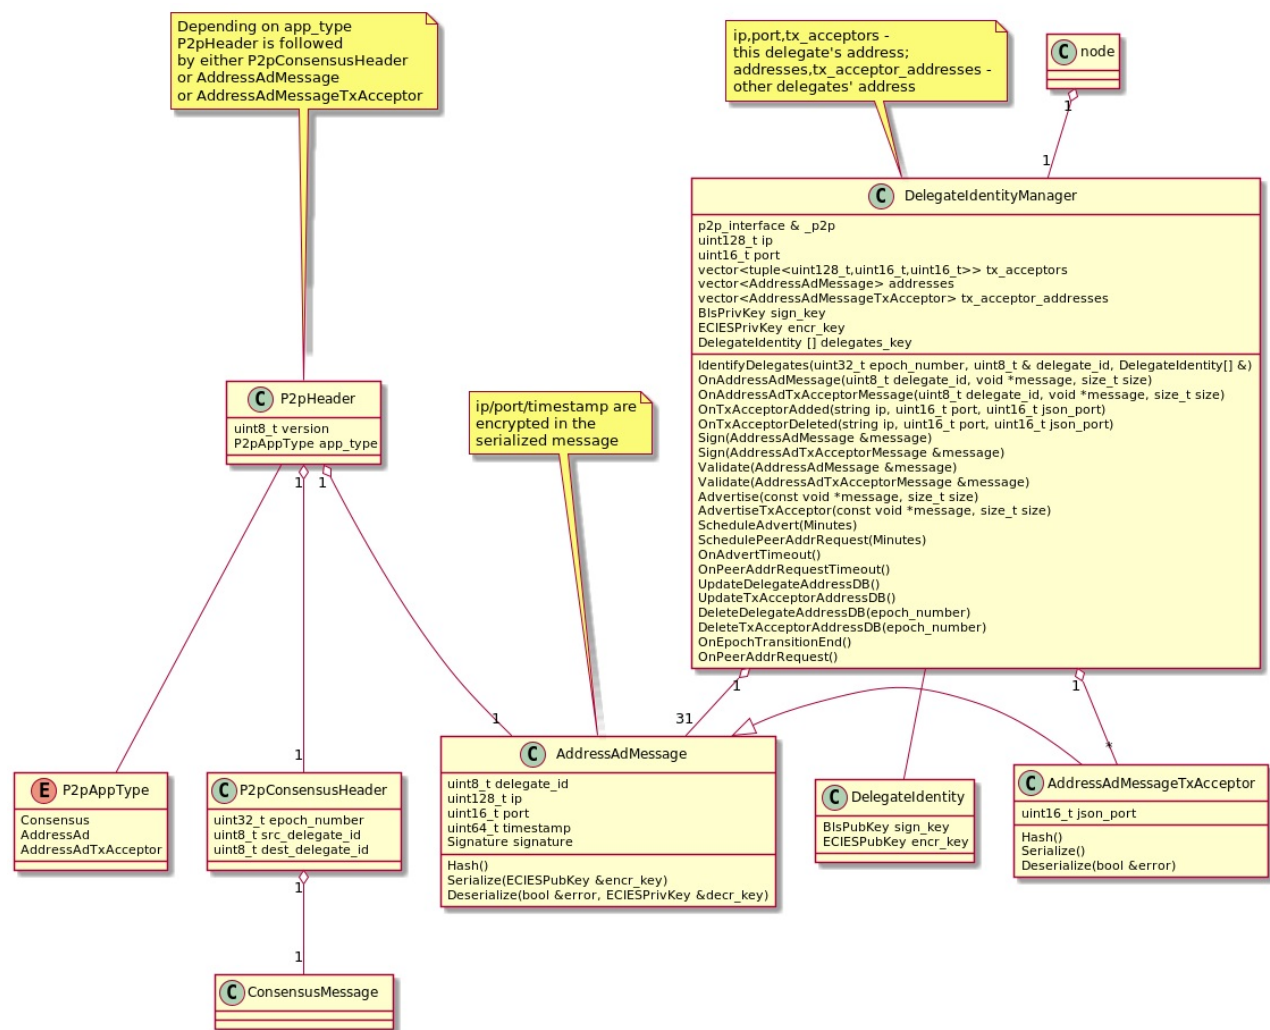 Depending on app_type
P2pHeader is followed
by either P2pConsensusHeader
or AddressAdMessage
or AddressAdMessageTxAcceptor
ip,port,tx_acceptors -
this delegate's address;
addresses,tx_acceptor_addresses -
other delegates' address
C node
1
1
C DelegateIdentityManager
p2p_interface & _p2p
uint128_t ip
uint16_t port
vector<tuple<uint128_t,uint16_t,uint16_t>> tx_acceptors
vector<AddressAdMessage> addresses
vector<AddressAdMessageTxAcceptor> tx_acceptor_addresses
BlsPrivKey sign_key
ECIESPrivKey encr_key
DelegateIdentity [] delegates_key
IdentifyDelegates(uint32_t epoch_number, uint8_t & delegate_id, DelegateIdentity[] &)
OnAddressAdMessage(uint8_t delegate_id, void *message, size_t size)
OnAddressAdTxAcceptorMessage(uint8_t delegate_id, void *message, size_t size)
OnTxAcceptorAdded(string ip, uint16_t port, uint16_t json_port)
OnTxAcceptorDeleted(string ip, uint16_t port, uint16_t json_port)
Sign(AddressAdMessage &message)
Sign(AddressAdTxAcceptorMessage &message)
Validate(AddressAdMessage &message)
Validate(AddressAdTxAcceptorMessage &message)
Advertise(const void *message, size_t size)
AdvertiseTxAcceptor(const void *message, size_t size)
ScheduleAdvert(Minutes)
SchedulePeerAddrRequest(Minutes)
OnAdvertTimeout()
OnPeerAddrRequestTimeout()
UpdateDelegateAddressDB()
UpdateTxAcceptorAddressDB()
DeleteDelegateAddressDB(epoch_number)
DeleteTxAcceptorAddressDB(epoch_number)
OnEpochTransitionEnd()
OnPeerAddrRequest()
C P2pHeader
uint8_t version
P2pAppType app_type
ip/port/timestamp are
encrypted in the
serialized message
1
1
1
1
1
31
1
*
1
E P2pAppType
Consensus
AddressAd
AddressAdTxAcceptor
C P2pConsensusHeader
uint32_t epoch_number
uint8_t src_delegate_id
uint8_t dest_delegate_id
C AddressAdMessage
uint8_t delegate_id
uint128_t ip
uint16_t port
uint64_t timestamp
Signature signature
Hash()
Serialize(ECIESPubKey &encr_key)
Deserialize(bool &error, ECIESPrivKey &decr_key)
C DelegateIdentity
BlsPubKey sign_key
ECIESPubKey encr_key
C AddressAdMessageTxAcceptor
uint16_t json_port
Hash()
Serialize()
Deserialize(bool &error)
1
1
C ConsensusMessage